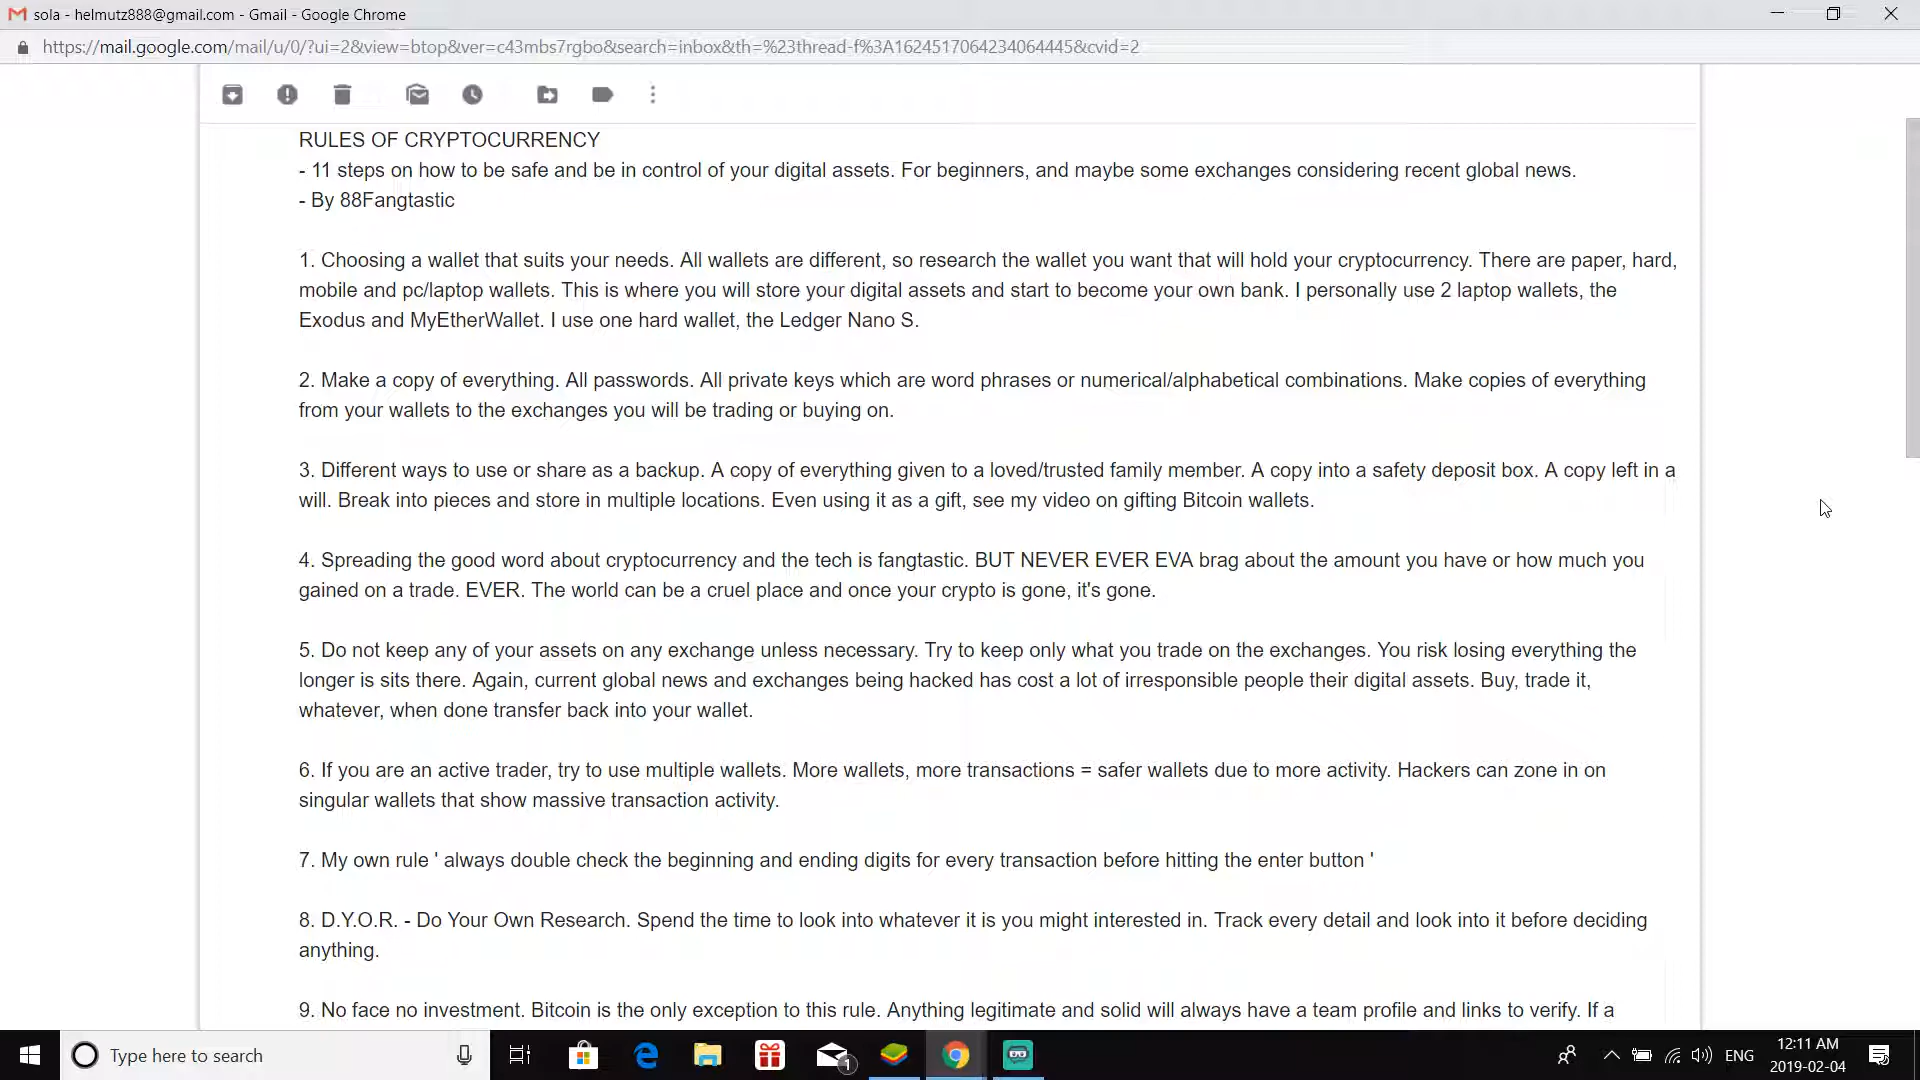 sola - helmutz888@gmail.com - Gmail - Google Chrome
https://mail.google.com/mail/u/0/?ui=2&view=btop&ver=c43mbs7rgbo&search=inbox&th=%23thread-f%3A1624517064234064445&cvid=2
RULES OF CRYPTOCURRENCY
- 11 steps on how to be safe and be in control of your digital assets. For beginners, and maybe some exchanges considering recent global news.
- By 88Fangtastic
1. Choosing a wallet that suits your needs. All wallets are different, so research the wallet you want that will hold your cryptocurrency. There are paper, hard,
mobile and pc/laptop wallets. This is where you will store your digital assets and start to become your own bank. I personally use 2 laptop wallets, the
Exodus and MyEtherWallet. I use one hard wallet, the Ledger Nano S.
2. Make a copy of everything. All passwords. All private keys which are word phrases or numerical/alphabetical combinations. Make copies of everything
from your wallets to the exchanges you will be trading or buying on.
3. Different ways to use or share as a backup. A copy of everything given to a loved/trusted family member. A copy into a safety deposit box. A copy left in a
will. Break into pieces and store in multiple locations. Even using it as a gift, see my video on gifting Bitcoin wallets.
4. Spreading the good word about cryptocurrency and the tech is fangtastic. BUT NEVER EVER EVA brag about the amount you have or how much you
gained on a trade. EVER. The world can be a cruel place and once your crypto is gone, it's gone.
5. Do not keep any of your assets on any exchange unless necessary. Try to keep only what you trade on the exchanges. You risk losing everything the
longer is sits there. Again, current global news and exchanges being hacked has cost a lot of irresponsible people their digital assets. Buy, trade it,
whatever, when done transfer back into your wallet.
6. If you are an active trader, try to use multiple wallets. More wallets, more transactions = safer wallets due to more activity. Hackers can zone in on
singular wallets that show massive transaction activity.
7. My own rule ' always double check the beginning and ending digits for every transaction before hitting the enter button '
8. D.Y.O.R. - Do Your Own Research. Spend the time to look into whatever it is you might interested in. Track every detail and look into it before deciding
anything.
9. No face no investment. Bitcoin is the only exception to this rule. Anything legitimate and solid will always have a team profile and links to verify. If a
Type here to search
1
ENG
12:11 AM
2019-02-04